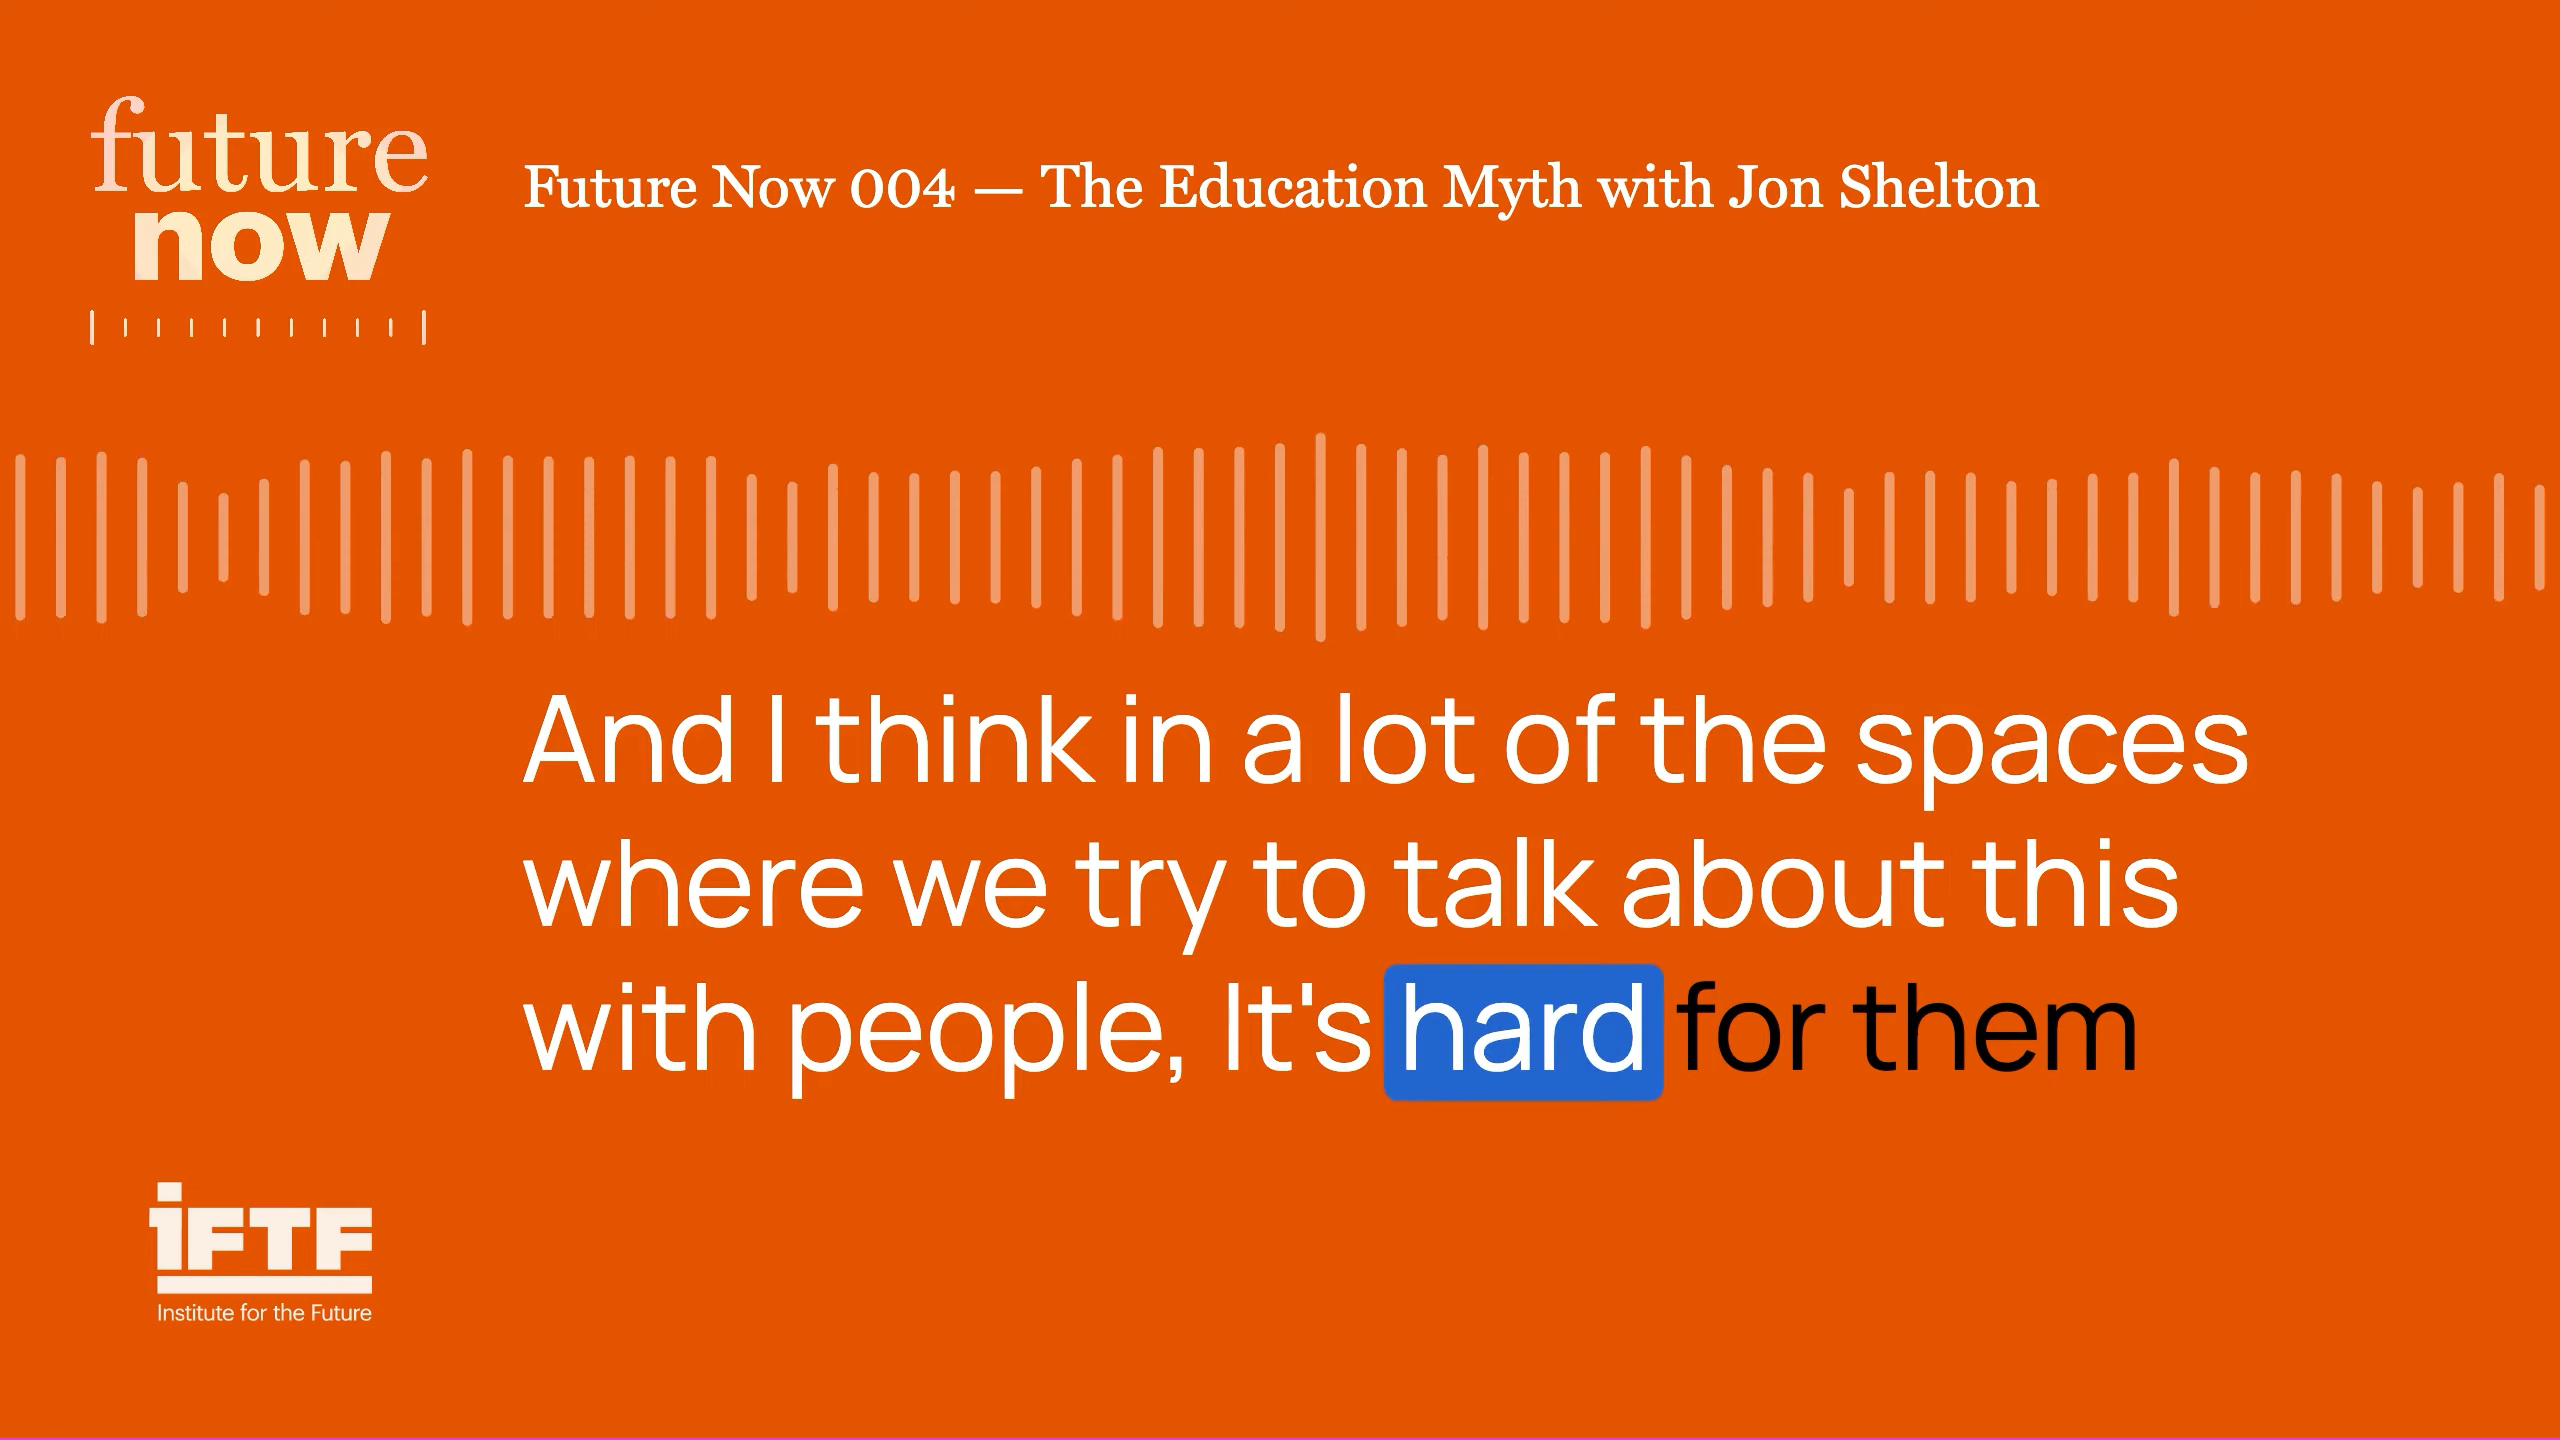 future
now
Future Now 004 — The Education Myth with Jon Shelton
And I think in a lot of the spaces
where we try to talk about this
with people, It's hard for them
iFTF
Institute for the Future